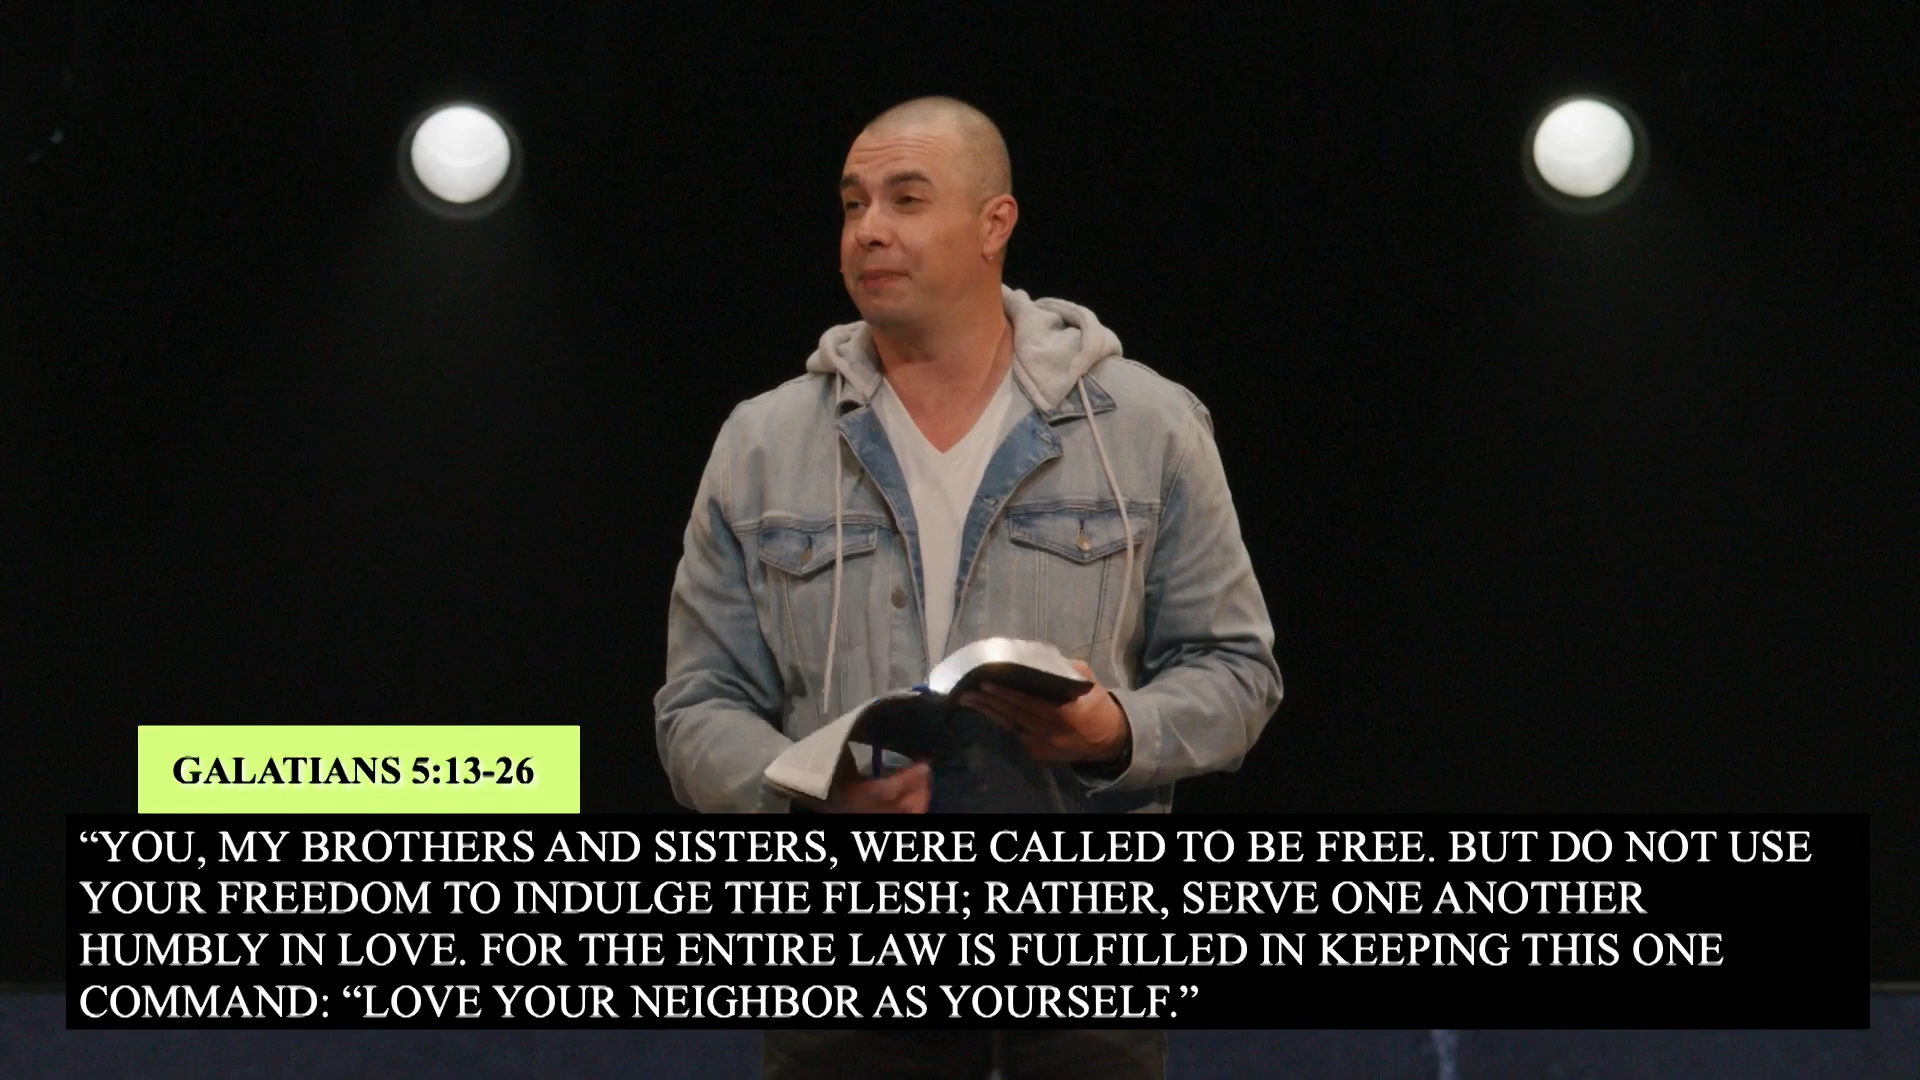 GALATIANS 5:13-26
“YOU, MY BROTHERS AND SISTERS, WERE CALLED TO BE FREE. BUT DO NOT USE
YOUR FREEDOM TO INDULGE THE FLESH; RATHER, SERVE ONE ANOTHER
HUMBLY IN LOVE. FOR THE ENTIRE LAW IS FULFILLED IN KEEPING THIS ONE
COMMAND: “LOVE YOUR NEIGHBOR AS YOURSELF.”